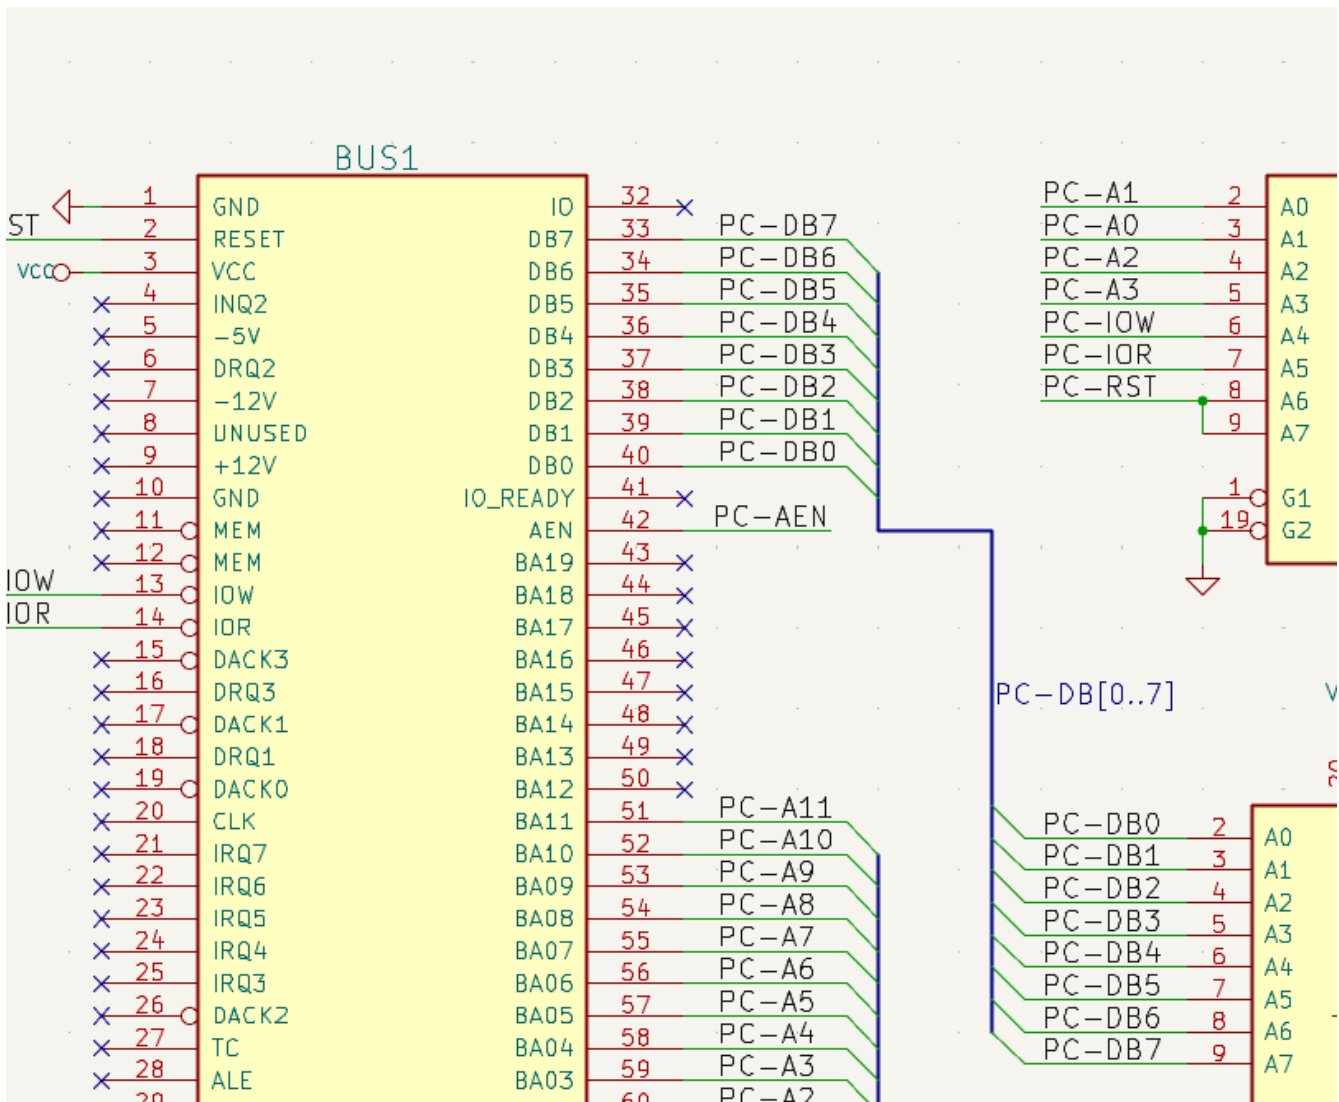 BUS1
1 GND IO 32
ST 2 RESET DB7 33 PC-DB7
VCC 3 VCC DB6 34 PC-DB6
4 INQ2 DB5 35 PC-DB5
5 -5V DB4 36 PC-DB4
6 DRQ2 DB3 37 PC-DB3
7 -12V DB2 38 PC-DB2
8 UNUSED DB1 39 PC-DB1
9 +12V DB0 40 PC-DB0
10 GND IO_READY 41
11 MEM AEN 42 PC-AEN
12 MEM BA19 43
IOW 13 IOW BA18 44
IOR 14 IOR BA17 45
15 DACK3 BA16 46
16 DRQ3 BA15 47
17 DACK1 BA14 48
18 DRQ1 BA13 49
19 DACK0 BA12 50
20 CLK BA11 51 PC-A11
21 IRQ7 BA10 52 PC-A10
22 IRQ6 BA09 53 PC-A9
23 IRQ5 BA08 54 PC-A8
24 IRQ4 BA07 55 PC-A7
25 IRQ3 BA06 56 PC-A6
26 DACK2 BA05 57 PC-A5
27 TC BA04 58 PC-A4
28 ALE BA03 59 PC-A3
29 60 PC-A2
PC-A1 2 A0
PC-A0 3 A1
PC-A2 4 A2
PC-A3 5 A3
PC-IOW 6 A4
PC-IOR 7 A5
PC-RST 8 A6
9 A7
1 G1
19 G2
PC-DB[0..7]
PC-DB0 2 A0
PC-DB1 3 A1
PC-DB2 4 A2
PC-DB3 5 A3
PC-DB4 6 A4
PC-DB5 7 A5
PC-DB6 8 A6
PC-DB7 9 A7